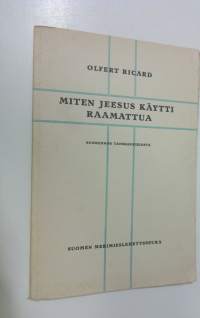 OLFERT RICARD
MITEN JEESUS KÄYTTI
RAAMATTUA
SUOMEN MERIMIESLÄHETYSSEURA